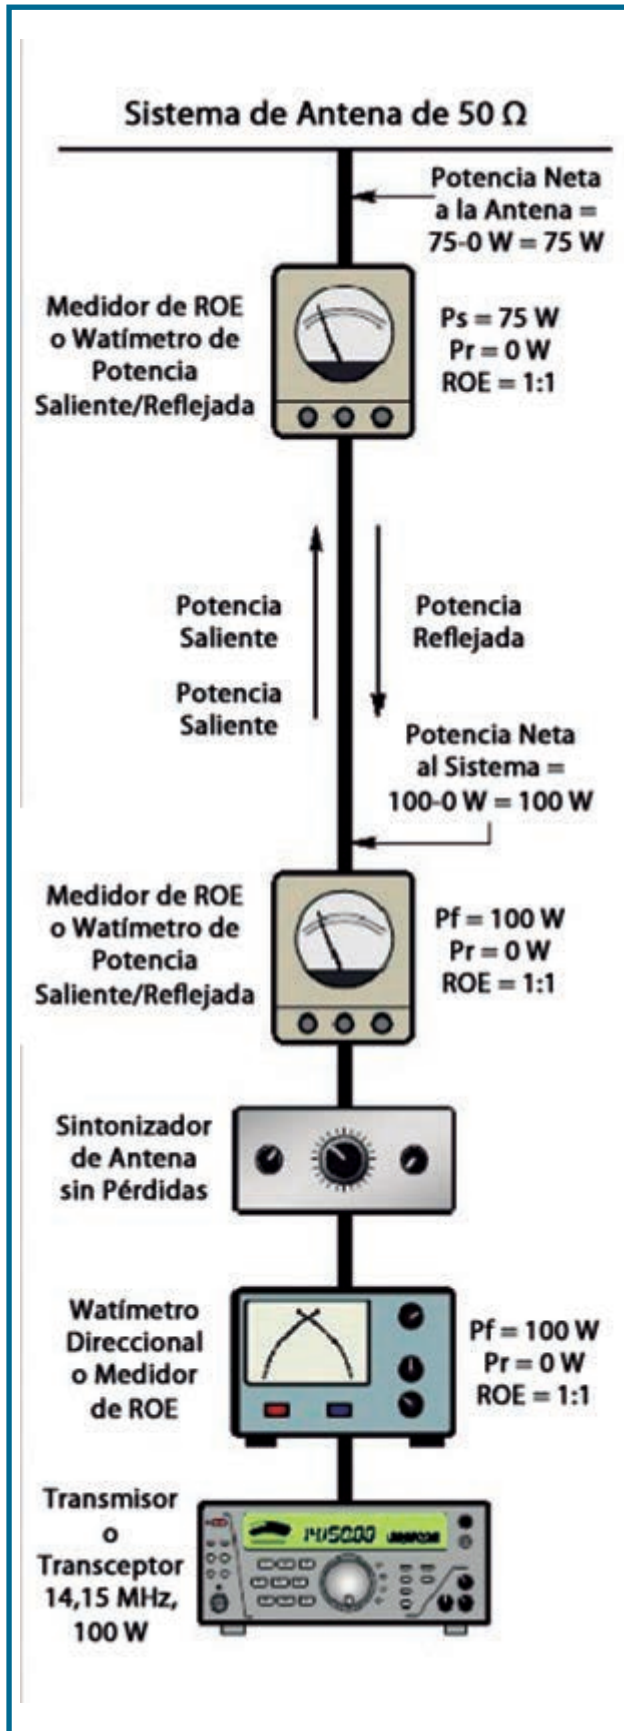 Sistema de Antena de 50 Ω
Potencia Neta
a la Antena =
75-0 W = 75 W
Medidor de ROE
o Watímetro de
Potencia
Saliente/Reflejada
Ps = 75 W
Pr = 0 W
ROE = 1:1
Potencia
Saliente
Potencia
Reflejada
Potencia
Saliente
Potencia Neta
al Sistema =
100-0 W = 100 W
Medidor de ROE
o Watímetro de
Potencia
Saliente/Reflejada
Pf = 100 W
Pr = 0 W
ROE = 1:1
Sintonizador
de Antena
sin Pérdidas
Watímetro
Direccional
o Medidor
de ROE
Pf = 100 W
Pr = 0 W
ROE = 1:1
Transmisor
o
Transceptor
14,15 MHz,
100 W